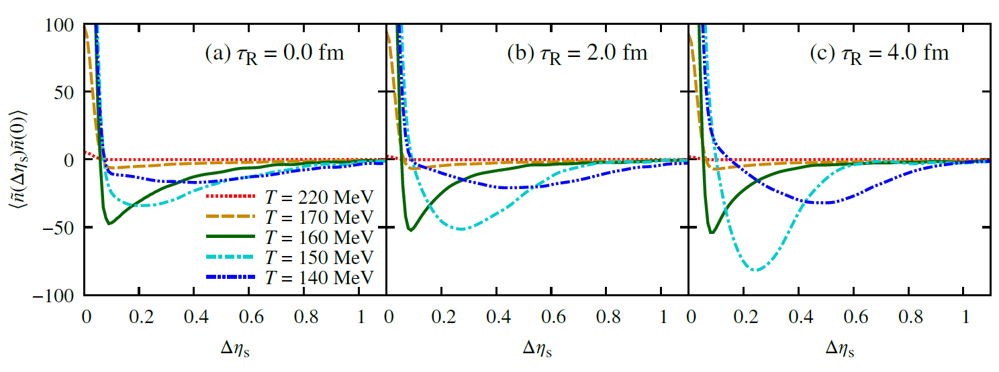 (a) τR = 0.0 fm
(b) τR = 2.0 fm
(c) τR = 4.0 fm
⟨ñ(Δηs)ñ(0)⟩
100
50
0
−50
−100
T = 220 MeV
T = 170 MeV
T = 160 MeV
T = 150 MeV
T = 140 MeV
0 0.2 0.4 0.6 0.8 1
0 0.2 0.4 0.6 0.8 1
0 0.2 0.4 0.6 0.8 1
Δηs
Δηs
Δηs